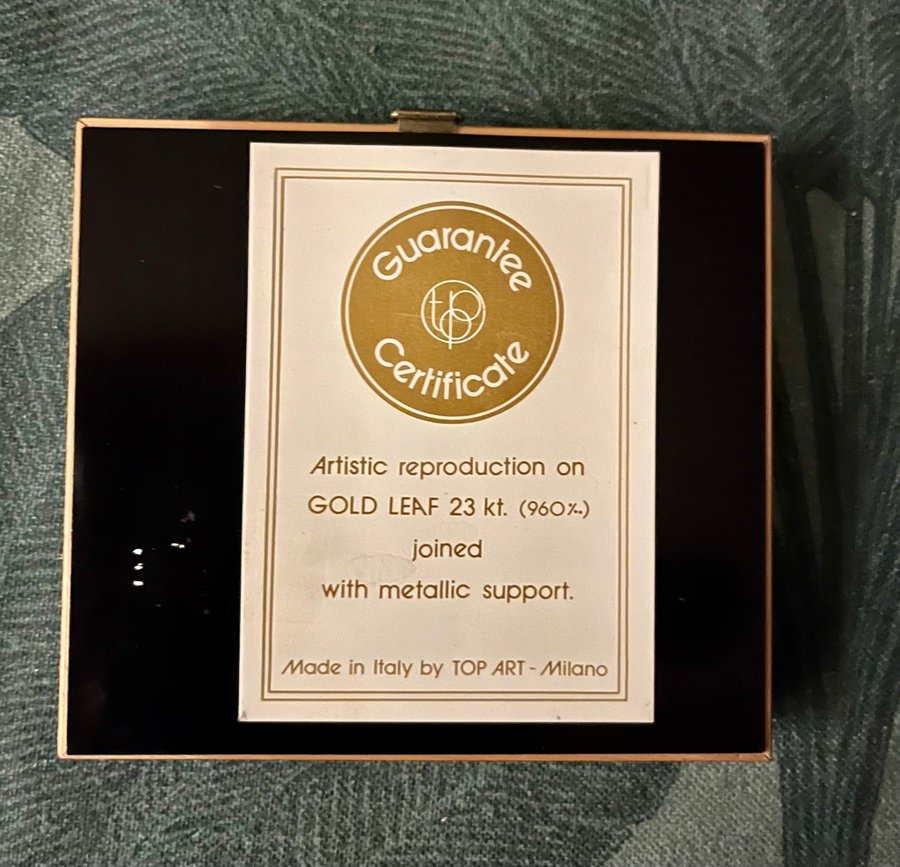 Guarantee
tp
Certificate
Artistic reproduction on
GOLD LEAF 23 kt. (960‰)
joined
with metallic support.
Made in Italy by TOP ART - Milano